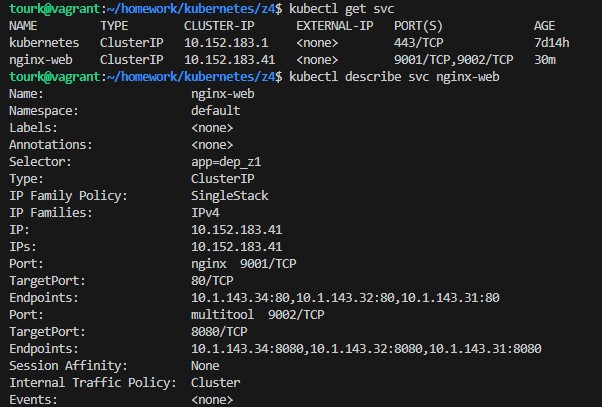 tourk@vagrant:~/homework/kubernetes/z4$ kubectl get svc
NAME         TYPE        CLUSTER-IP      EXTERNAL-IP   PORT(S)             AGE
kubernetes   ClusterIP   10.152.183.1    <none>        443/TCP             7d14h
nginx-web    ClusterIP   10.152.183.41   <none>        9001/TCP,9002/TCP   30m
tourk@vagrant:~/homework/kubernetes/z4$ kubectl describe svc nginx-web
Name:                     nginx-web
Namespace:                default
Labels:                   <none>
Annotations:              <none>
Selector:                 app=dep_z1
Type:                     ClusterIP
IP Family Policy:         SingleStack
IP Families:              IPv4
IP:                       10.152.183.41
IPs:                      10.152.183.41
Port:                     nginx  9001/TCP
TargetPort:               80/TCP
Endpoints:                10.1.143.34:80,10.1.143.32:80,10.1.143.31:80
Port:                     multitool  9002/TCP
TargetPort:               8080/TCP
Endpoints:                10.1.143.34:8080,10.1.143.32:8080,10.1.143.31:8080
Session Affinity:         None
Internal Traffic Policy:  Cluster
Events:                   <none>